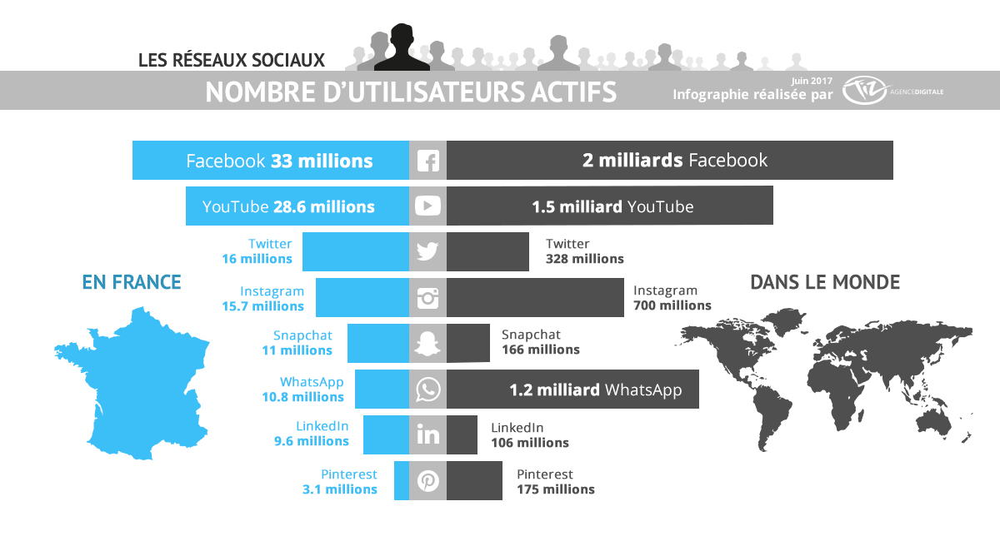 LES RÉSEAUX SOCIAUX
NOMBRE D'UTILISATEURS ACTIFS
Juin 2017
Infographie réalisée par
Tiz AGENCEDIGITALE
Facebook 33 millions
2 milliards Facebook
YouTube 28.6 millions
1.5 milliard YouTube
Twitter
16 millions
Twitter
328 millions
EN FRANCE
DANS LE MONDE
Instagram
15.7 millions
Instagram
700 millions
Snapchat
11 millions
Snapchat
166 millions
WhatsApp
10.8 millions
1.2 milliard WhatsApp
LinkedIn
9.6 millions
in
LinkedIn
106 millions
Pinterest
3.1 millions
Pinterest
175 millions